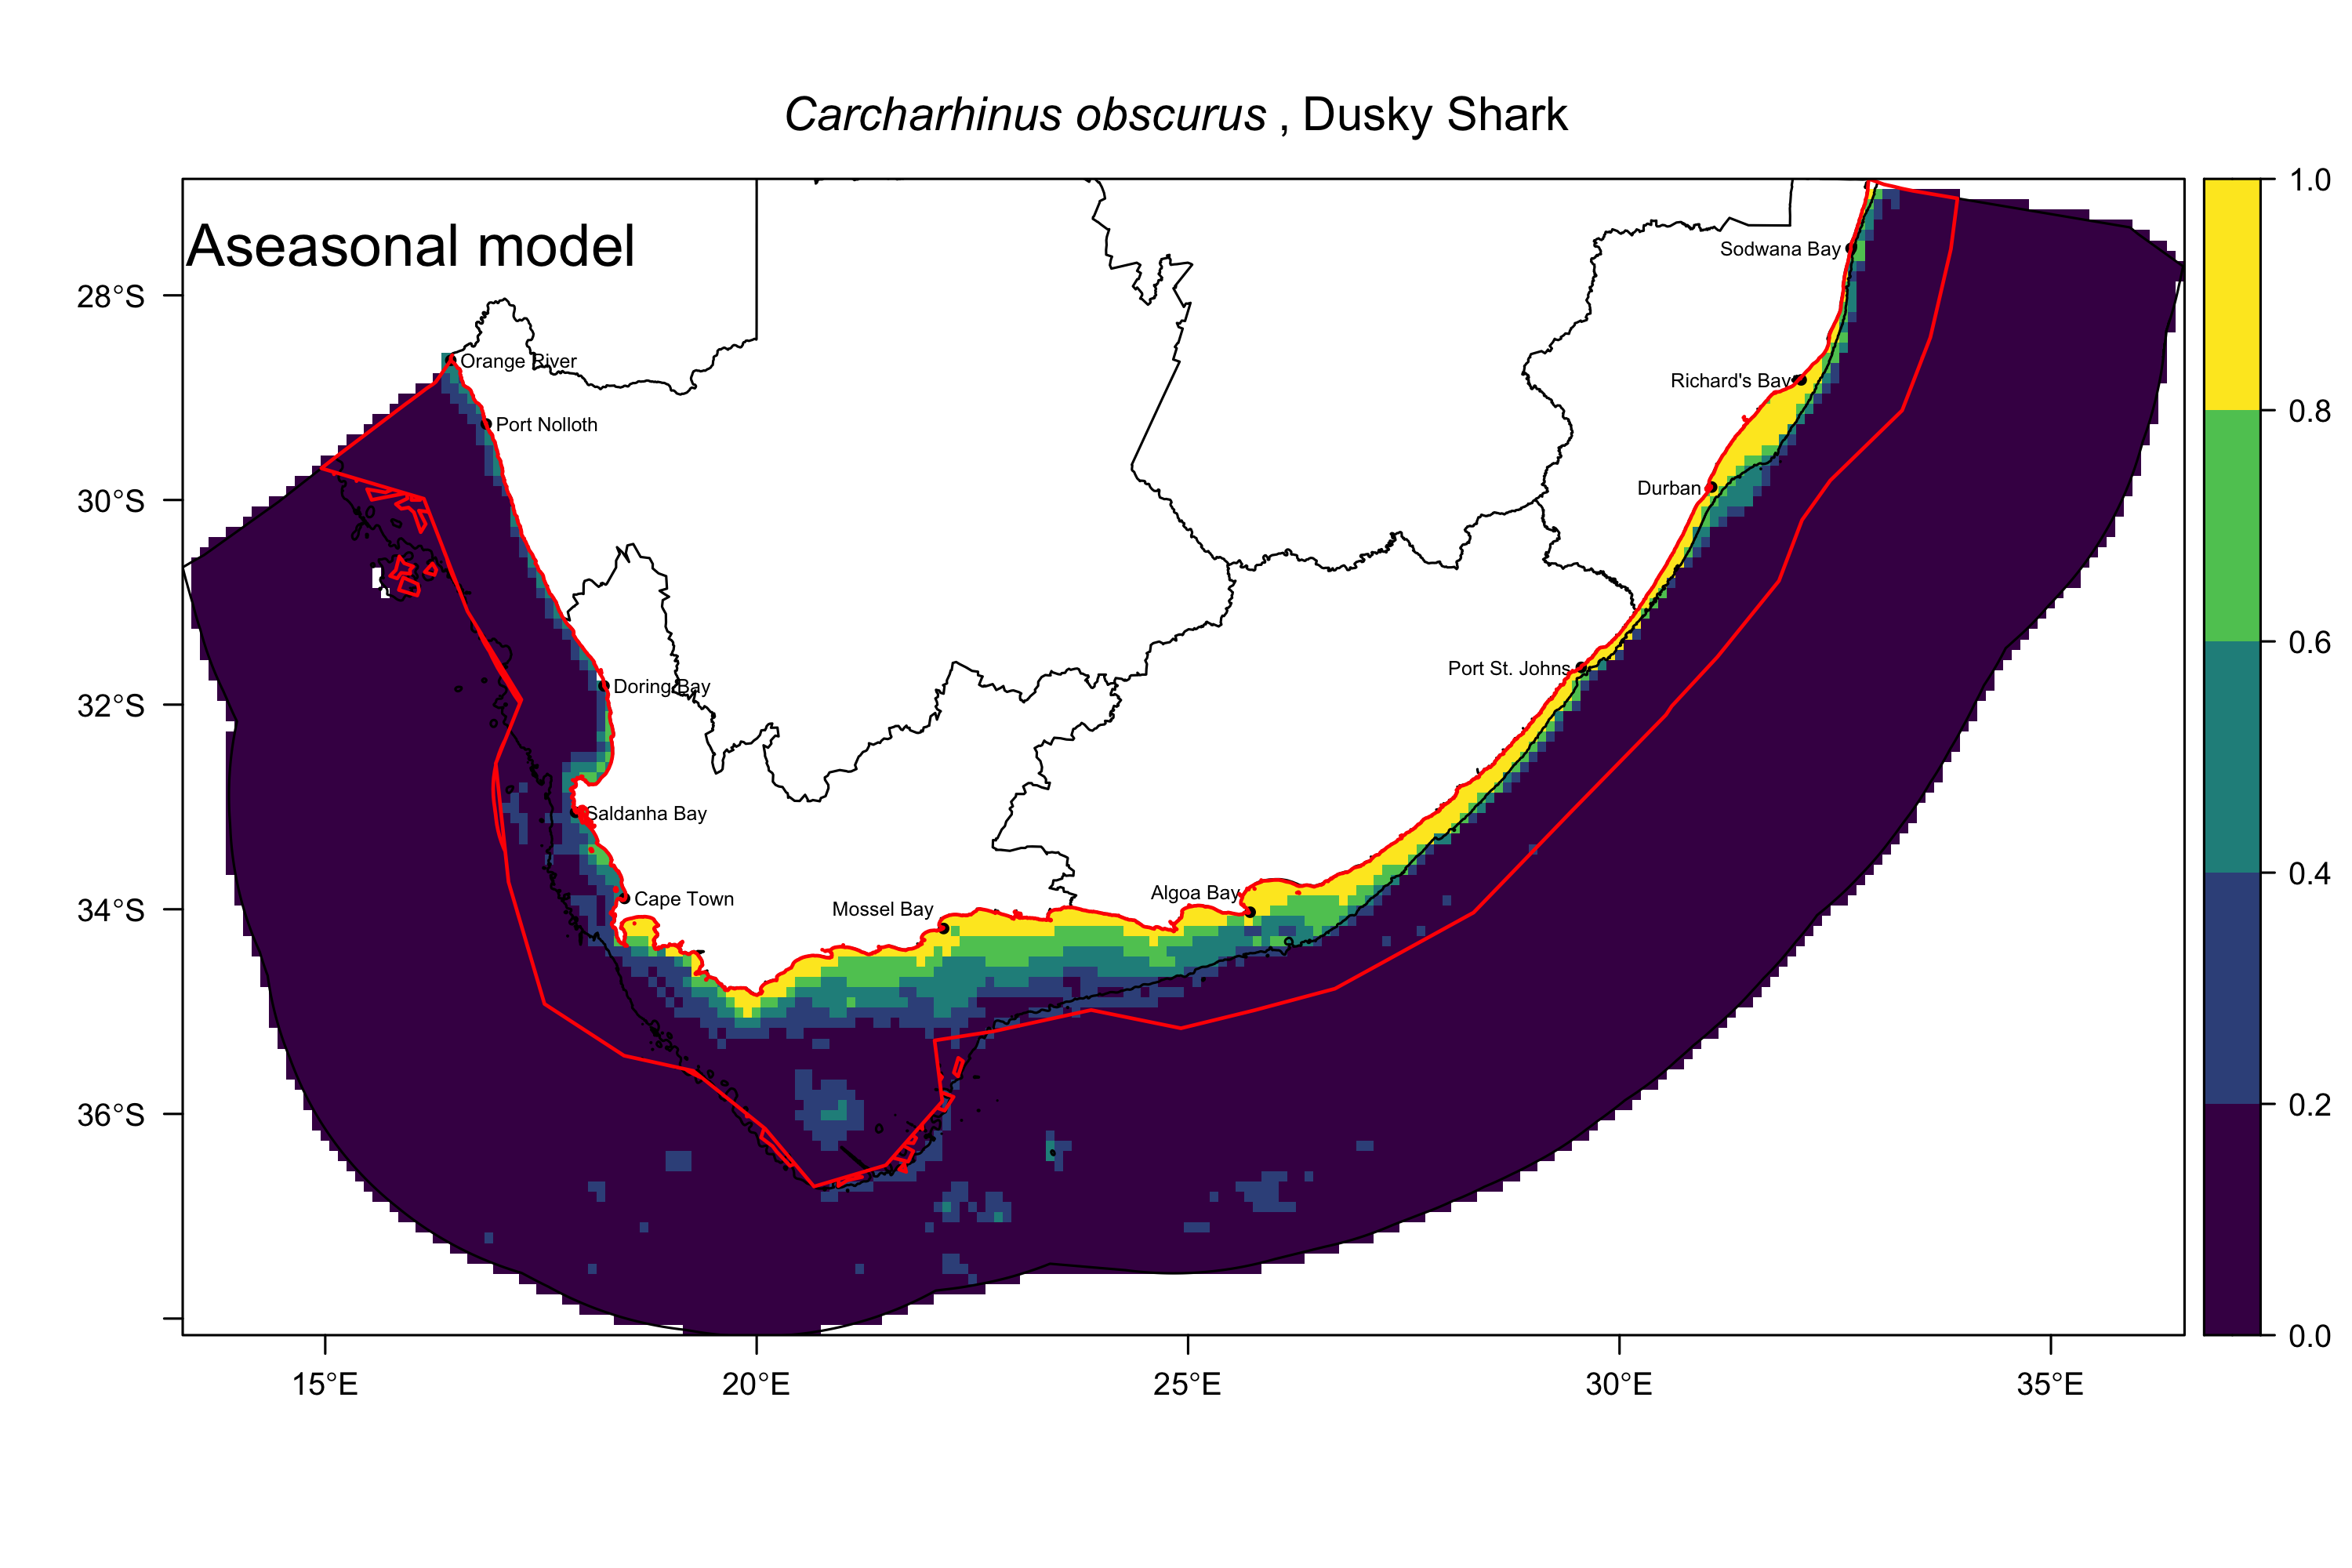 Carcharhinus obscurus , Dusky Shark
Aseasonal model
28°S
30°S
32°S
34°S
36°S
15°E
20°E
25°E
30°E
35°E
1.0
0.8
0.6
0.4
0.2
0.0
Sodwana Bay
Orange River
Richard's Bay
Port Nolloth
Durban
Port St. Johns
Doring Bay
Saldanha Bay
Algoa Bay
Cape Town
Mossel Bay